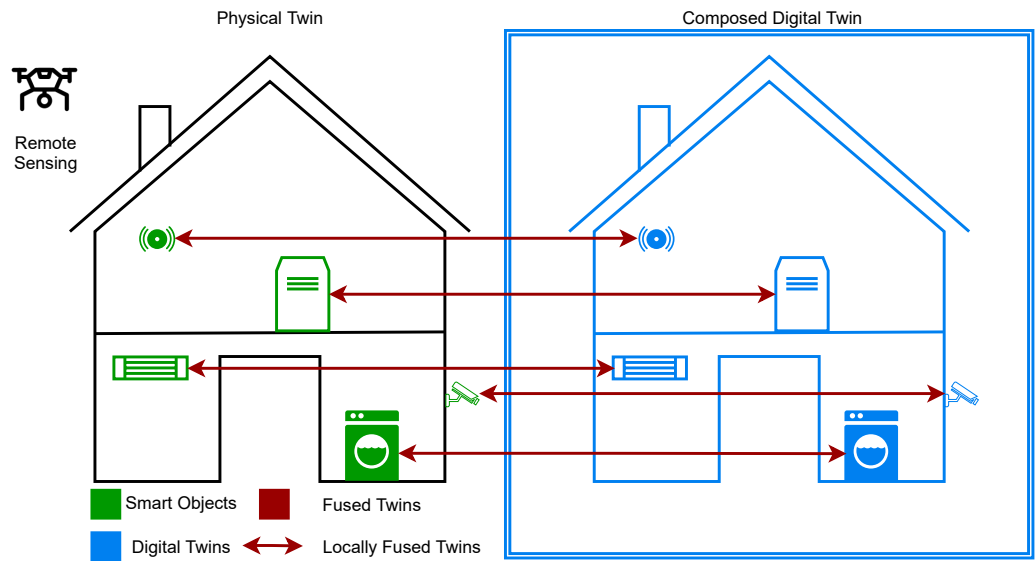 Physical Twin
Composed Digital Twin
Remote
Sensing
Smart Objects
Fused Twins
Digital Twins
Locally Fused Twins